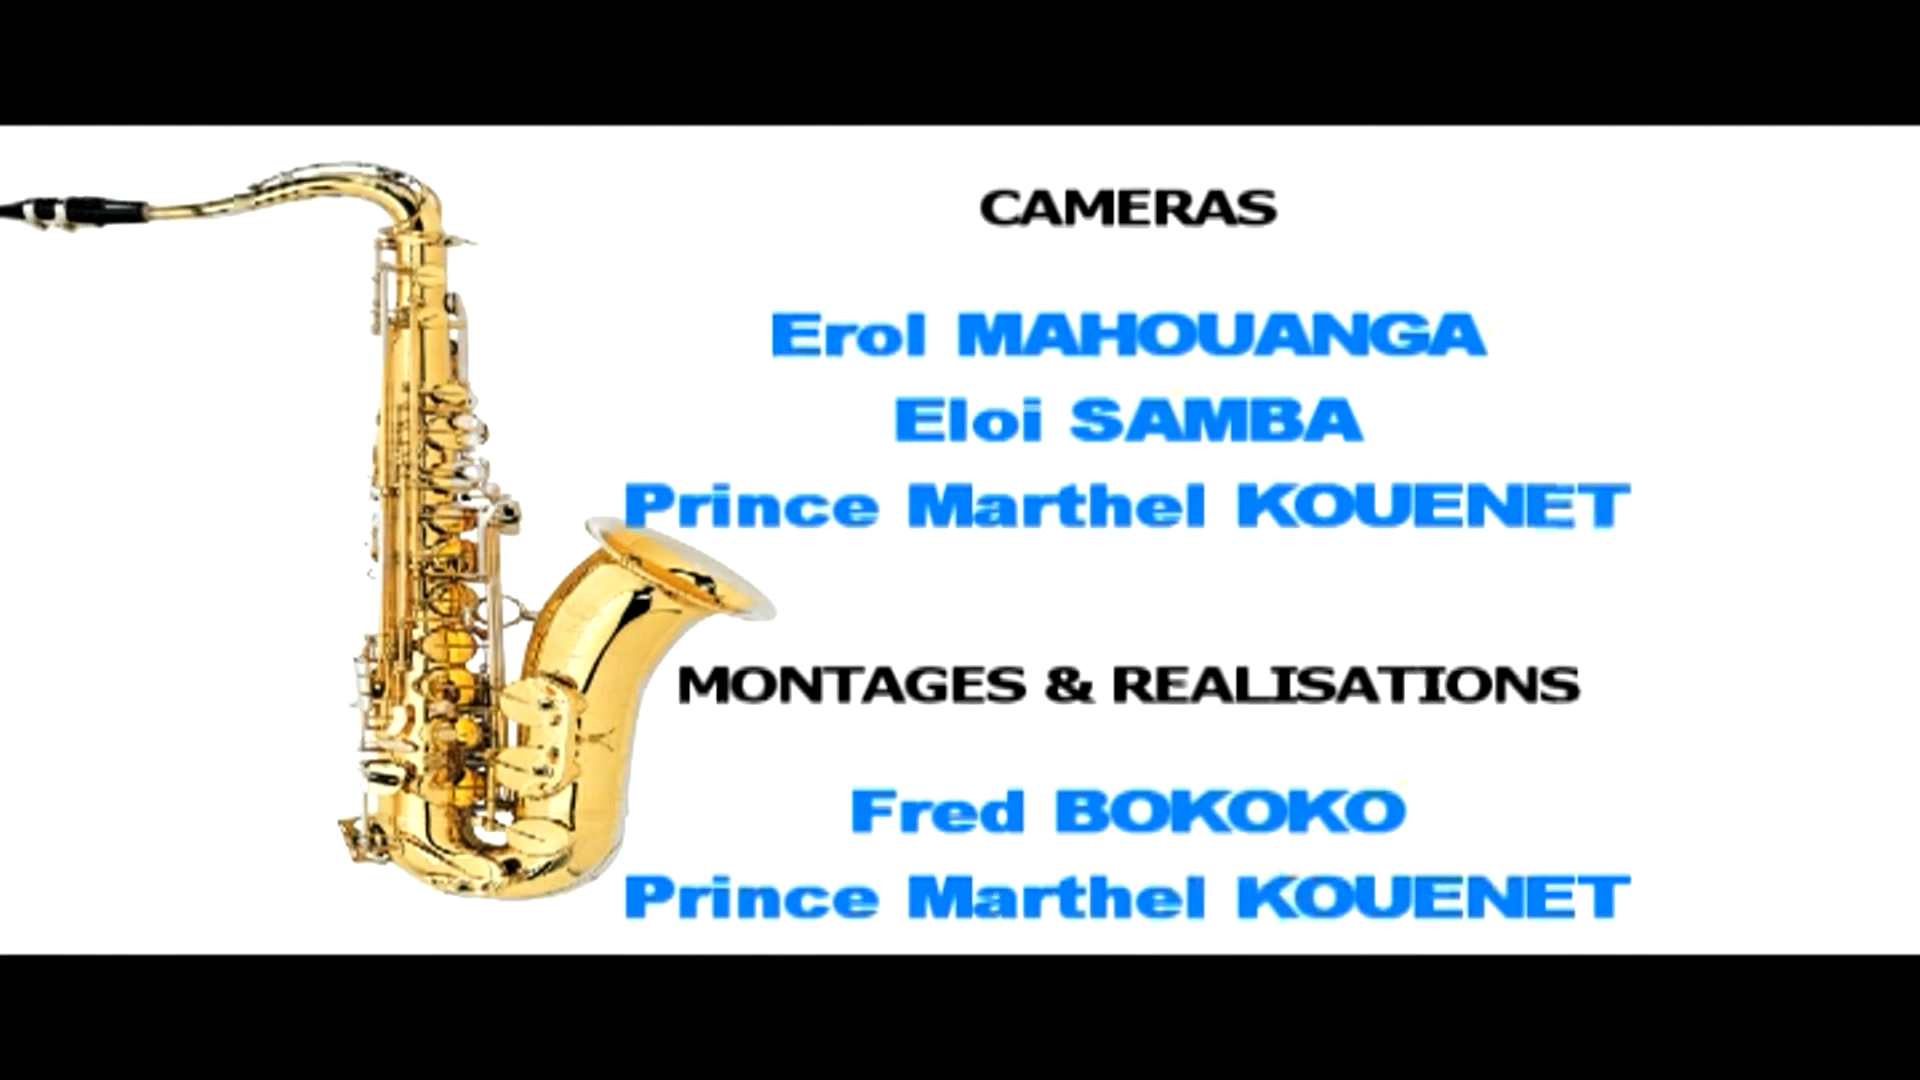 CAMERAS
Erol MAHOUANGA
Eloi SAMBA
Prince Marthel KOUENET
MONTAGES & REALISATIONS
Fred BOKOKO
Prince Marthel KOUENET